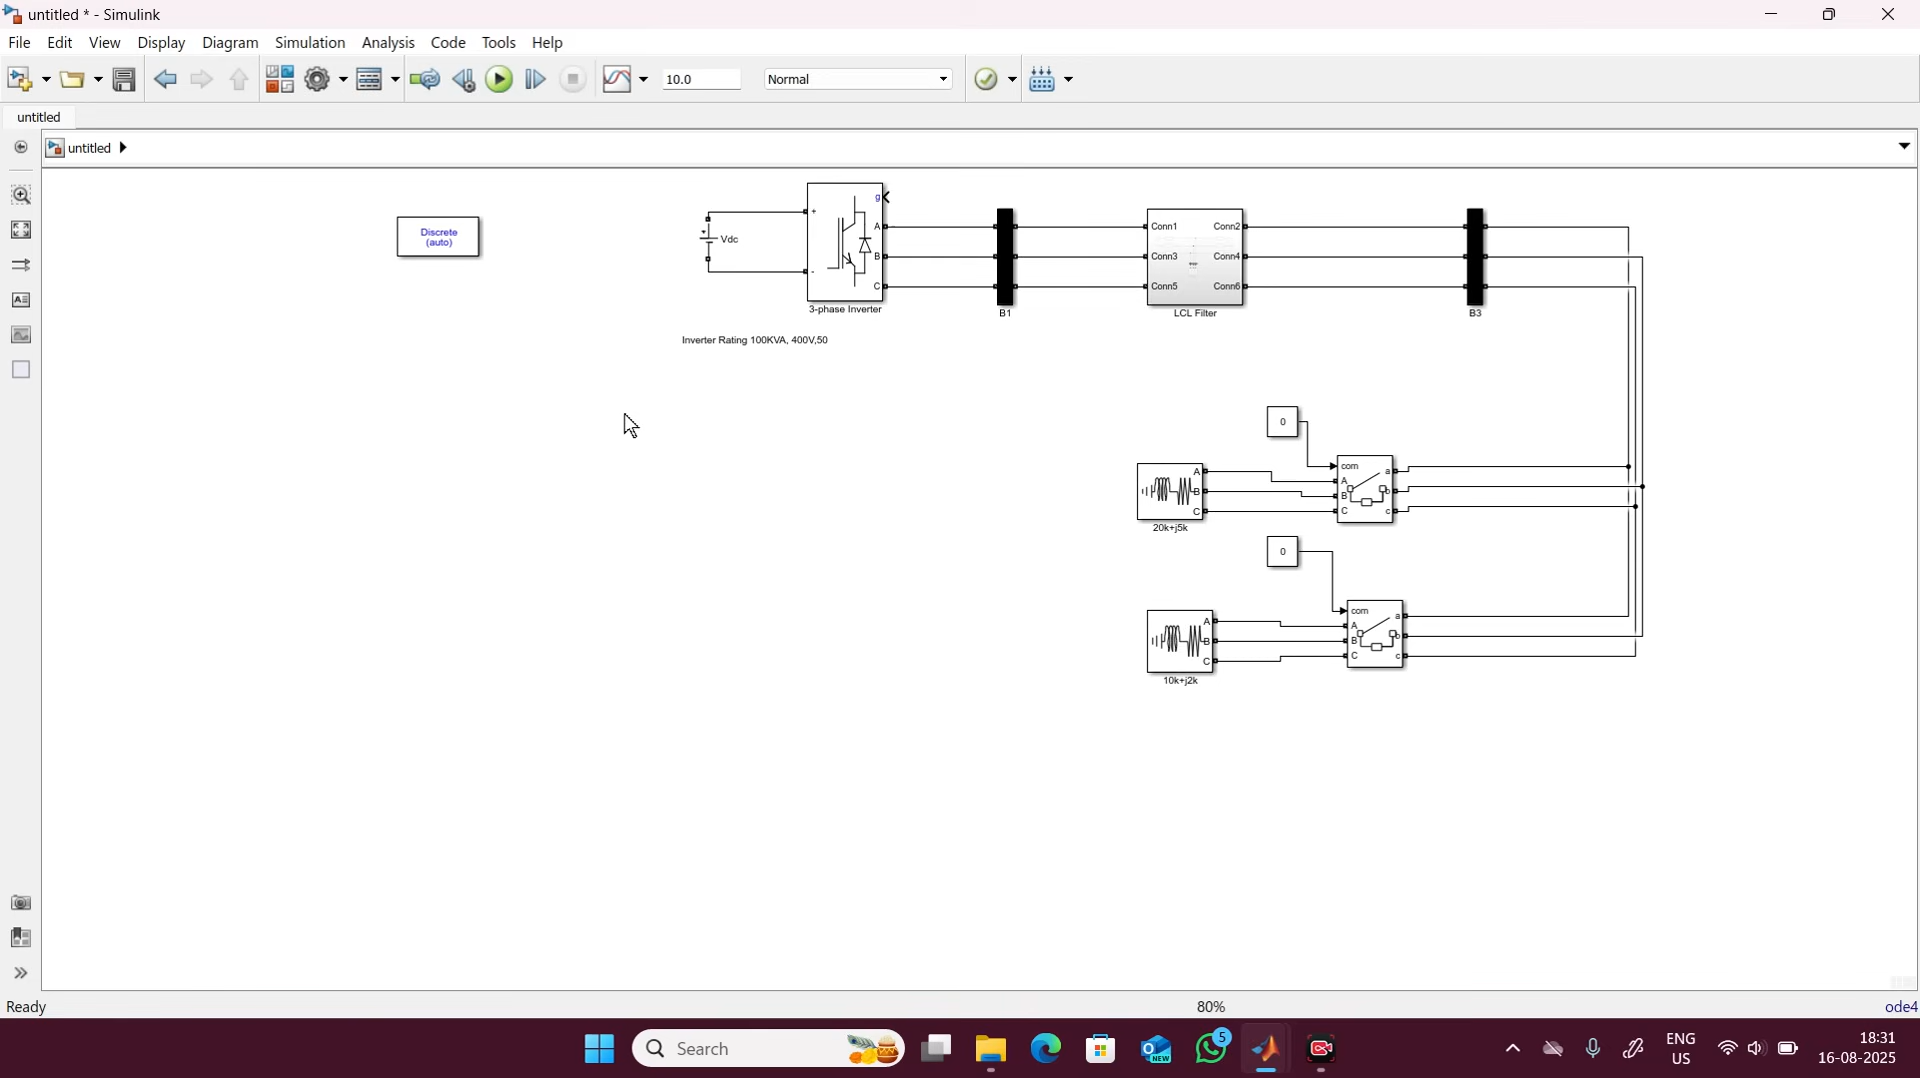 untitled * - Simulink
File Edit View Display Diagram Simulation Analysis Code Tools Help
10.0 Normal
untitled
untitled
Discrete
(auto)
Vdc
+
-
g
A
B
C
3-phase Inverter
B1
Conn1 Conn2
Conn3 Conn4
Conn5 Conn6
LCL Filter
B3
Inverter Rating 100KVA, 400V,50
0
A
B
C
20k+j5k
com
A
B
C
a
b
c
0
A
B
C
10k+j2k
com
A
B
C
a
b
c
Ready 80% ode4
Search
5
NEW
ENG
US
18:31
16-08-2025